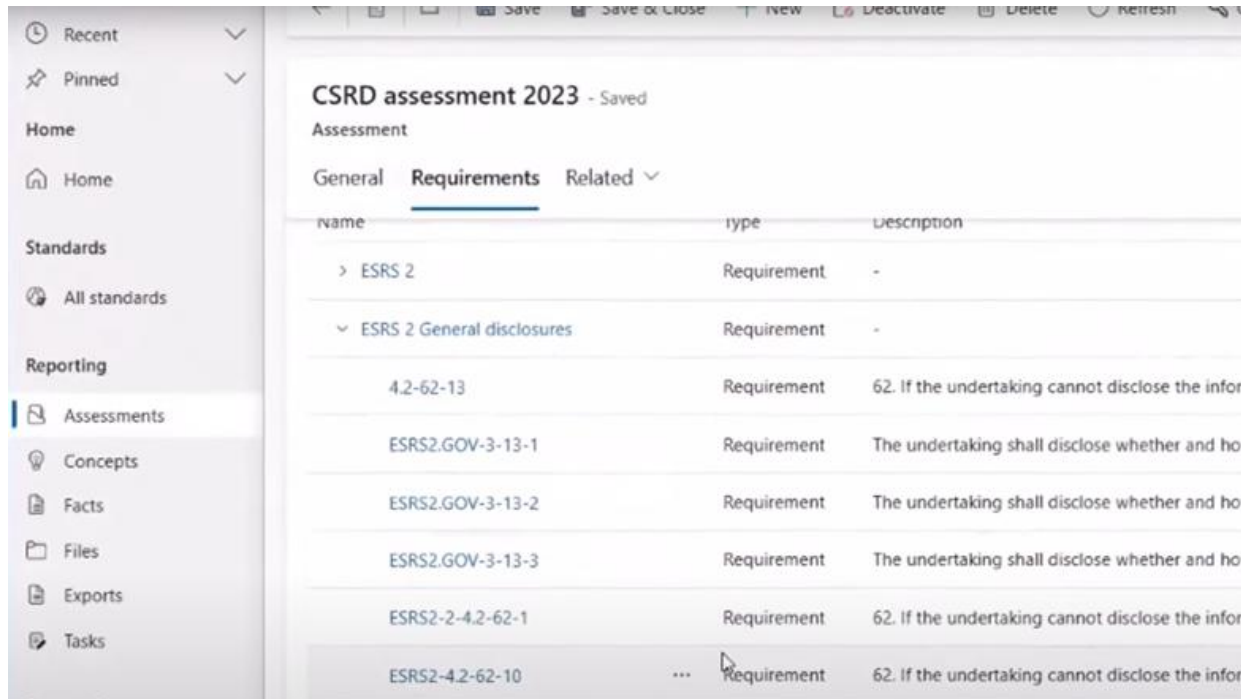 Save Save & Close New Deactivate Delete Refresh
Recent
Pinned
Home
Home
Standards
All standards
Reporting
Assessments
Concepts
Facts
Files
Exports
Tasks
CSRD assessment 2023 - Saved
Assessment
General Requirements Related
Name Type Description
ESRS 2 Requirement -
ESRS 2 General disclosures Requirement -
4.2-62-13 Requirement 62. If the undertaking cannot disclose the infor
ESRS2.GOV-3-13-1 Requirement The undertaking shall disclose whether and ho
ESRS2.GOV-3-13-2 Requirement The undertaking shall disclose whether and ho
ESRS2.GOV-3-13-3 Requirement The undertaking shall disclose whether and ho
ESRS2-2-4.2-62-1 Requirement 62. If the undertaking cannot disclose the infor
ESRS2-4.2-62-10 ... Requirement 62. If the undertaking cannot disclose the infor